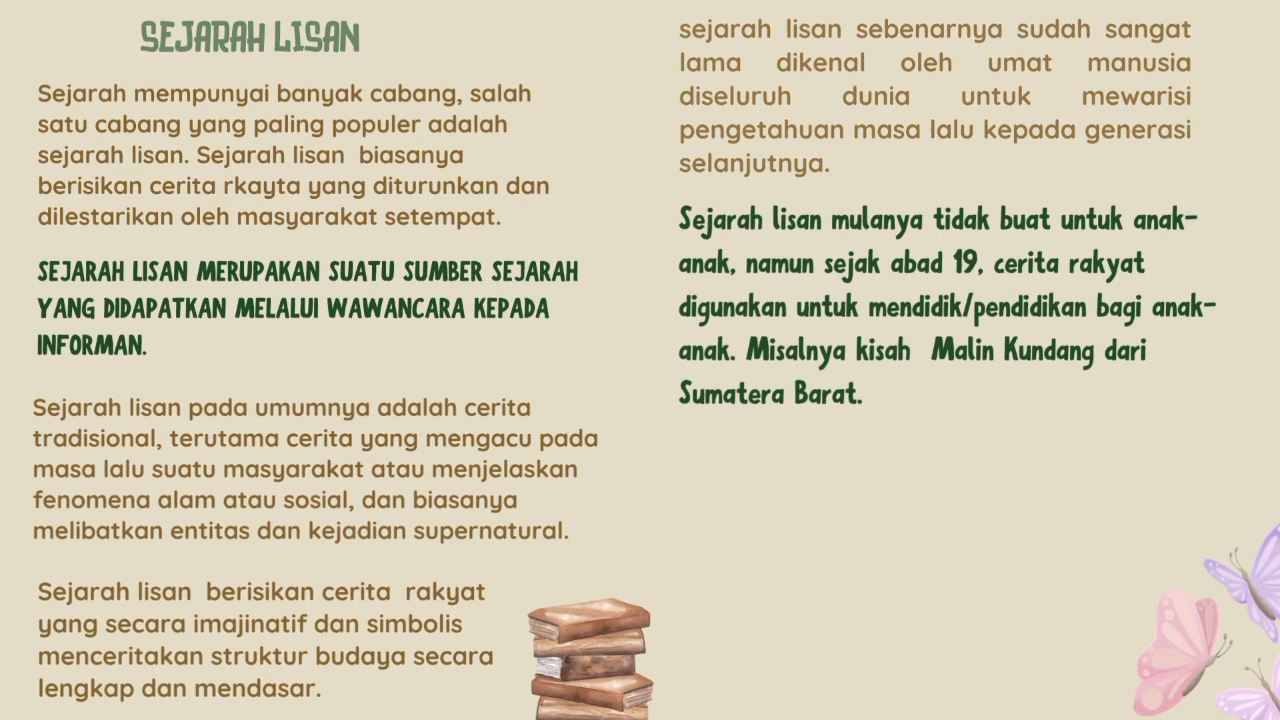 SEJARAH LISAN
Sejarah mempunyai banyak cabang, salah
satu cabang yang paling populer adalah
sejarah lisan. Sejarah lisan  biasanya
berisikan cerita rkayta yang diturunkan dan
dilestarikan oleh masyarakat setempat.
SEJARAH LISAN MERUPAKAN SUATU SUMBER SEJARAH
YANG DIDAPATKAN MELALUI WAWANCARA KEPADA
INFORMAN.
Sejarah lisan pada umumnya adalah cerita
tradisional, terutama cerita yang mengacu pada
masa lalu suatu masyarakat atau menjelaskan
fenomena alam atau sosial, dan biasanya
melibatkan entitas dan kejadian supernatural.
Sejarah lisan  berisikan cerita  rakyat
yang secara imajinatif dan simbolis
menceritakan struktur budaya secara
lengkap dan mendasar.
sejarah lisan sebenarnya sudah sangat
lama dikenal oleh umat manusia
diseluruh dunia untuk mewarisi
pengetahuan masa lalu kepada generasi
selanjutnya.
Sejarah lisan mulanya tidak buat untuk anak-
anak, namun sejak abad 19, cerita rakyat
digunakan untuk mendidik/pendidikan bagi anak-
anak. Misalnya kisah  Malin Kundang dari
Sumatera Barat.